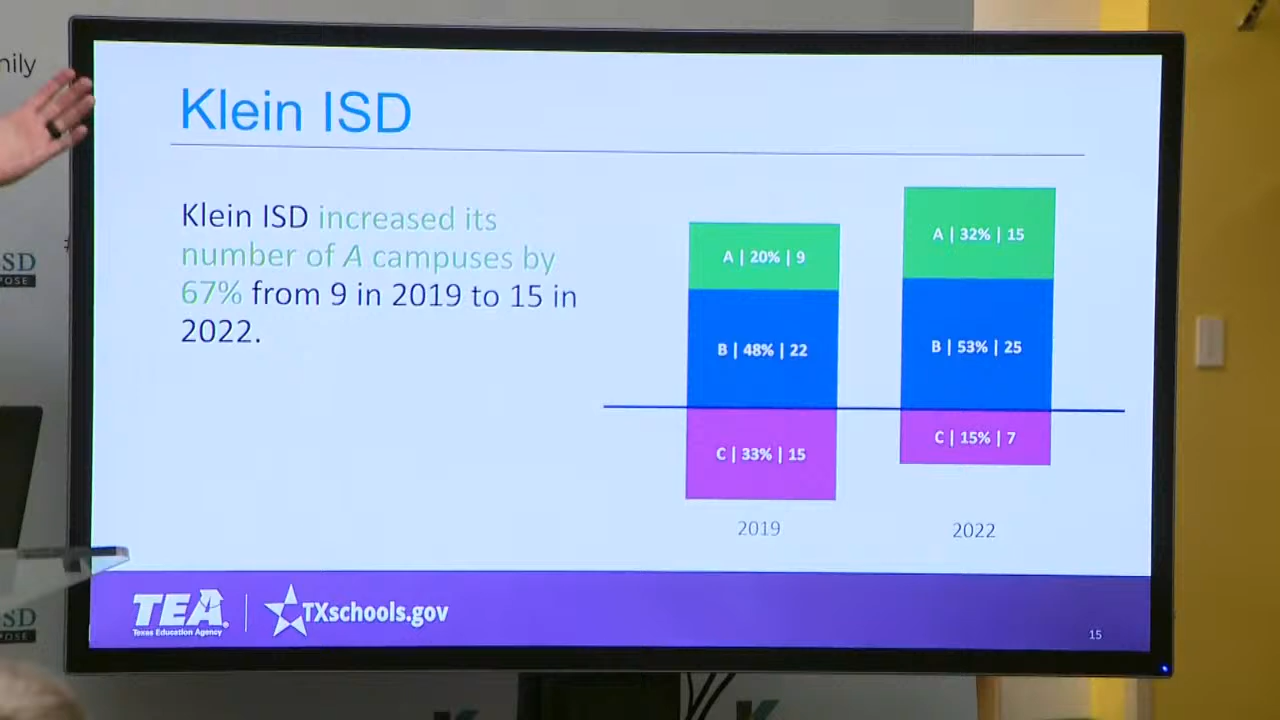 Klein ISD
Klein ISD increased its
number of A campuses by
67% from 9 in 2019 to 15 in
2022.
A | 20% | 9
B | 48% | 22
C | 33% | 15
2019
A | 32% | 15
B | 53% | 25
C | 15% | 7
2022
TEA
Texas Education Agency
TXschools.gov
15
nily
SD
POSE
SD
POSE